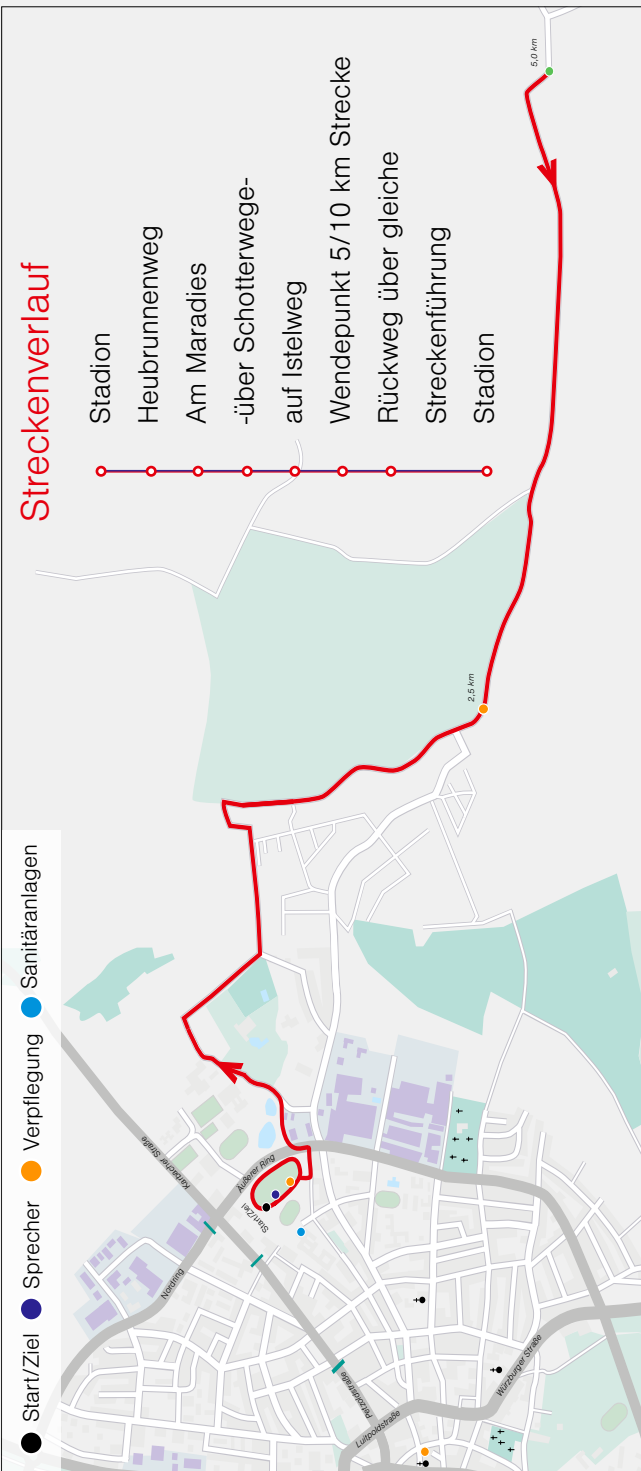 Streckenverlauf
Stadion
Heubrunnenweg
Am Maradies
-über Schotterwege-
auf Istelweg
Wendepunkt 5/10 km Strecke
Rückweg über gleiche
Streckenführung
Stadion
Start/Ziel
Sprecher
Verpflegung
Sanitäranlagen
5,0 km
2,5 km
Karbacher Straße
Äußerer Ring
Start/Ziel
Nordring
Petzoldtstraße
Luitpoldstraße
Würzburger Straße